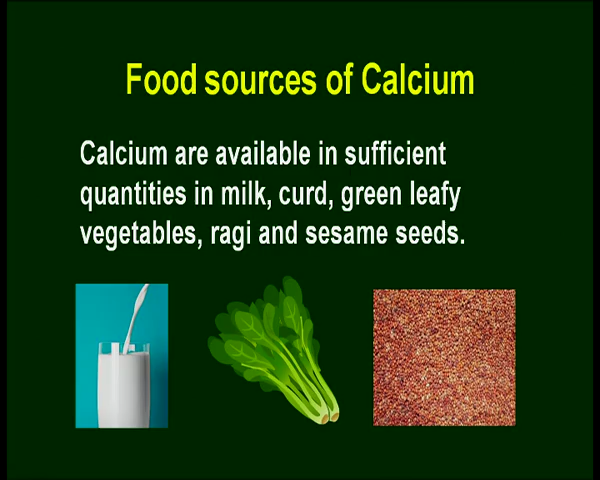 Food sources of Calcium
Calcium are available in sufficient
quantities in milk, curd, green leafy
vegetables, ragi and sesame seeds.